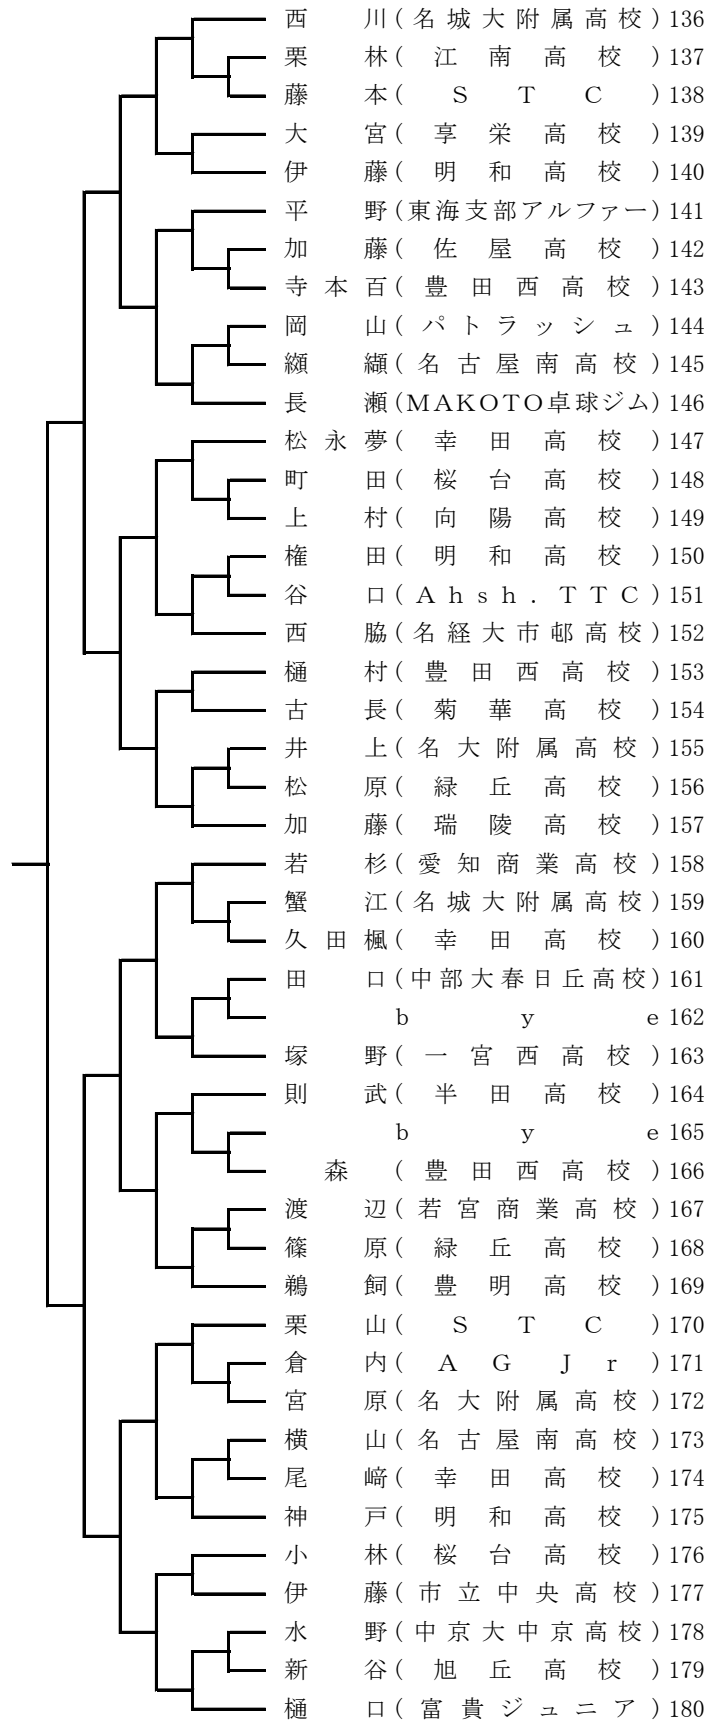 西川(名城大附属高校)136
栗林(江南高校)137
藤本(STC)138
大宮(享栄高校)139
伊藤(明和高校)140
平野(東海支部アルファー)141
加藤(佐屋高校)142
寺本百(豊田西高校)143
岡山(パトラッシュ)144
纐纈(名古屋南高校)145
長瀬(MAKOTO卓球ジム)146
松永夢(幸田高校)147
町田(桜台高校)148
上村(向陽高校)149
権田(明和高校)150
谷口(Ahsh.TTC)151
西脇(名経大市邨高校)152
樋村(豊田西高校)153
古長(菊華高校)154
井上(名大附属高校)155
松原(緑丘高校)156
加藤(瑞陵高校)157
若杉(愛知商業高校)158
蟹江(名城大附属高校)159
久田楓(幸田高校)160
田口(中部大春日丘高校)161
bye 162
塚野(一宮西高校)163
則武(半田高校)164
bye 165
森(豊田西高校)166
渡辺(若宮商業高校)167
篠原(緑丘高校)168
鵜飼(豊明高校)169
栗山(STC)170
倉内(AGJr)171
宮原(名大附属高校)172
横山(名古屋南高校)173
尾﨑(幸田高校)174
神戸(明和高校)175
小林(桜台高校)176
伊藤(市立中央高校)177
水野(中京大中京高校)178
新谷(旭丘高校)179
樋口(富貴ジュニア)180